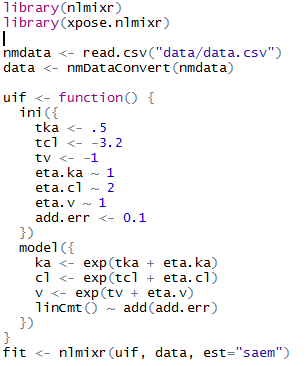 library(nlmixr)
library(xpose.nlmixr)
nmdata <- read.csv("data/data.csv")
data <- nmDataConvert(nmdata)
uif <- function() {
ini({
tka <- .5
tcl <- -3.2
tv <- -1
eta.ka ~ 1
eta.cl ~ 2
eta.v ~ 1
add.err <- 0.1
})
model({
ka <- exp(tka + eta.ka)
cl <- exp(tcl + eta.cl)
v <- exp(tv + eta.v)
linCmt() ~ add(add.err)
})
}
fit <- nlmixr(uif, data, est="saem")